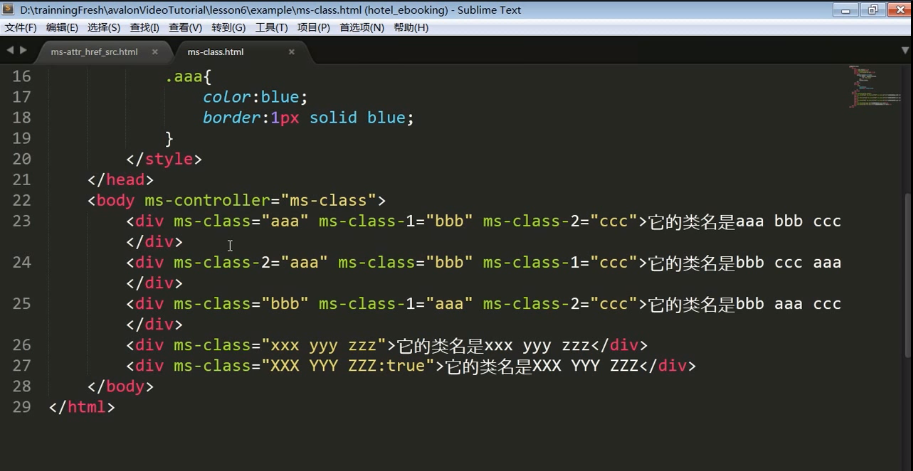 D:\trainningFresh\avalonVideoTutorial\lesson6\example\ms-class.html (hotel_ebooking) - Sublime Text
文件(F) 编辑(E) 选择(S) 查找(I) 查看(V) 转到(G) 工具(T) 项目(P) 首选项(N) 帮助(H)
ms-attr_href_src.html × ms-class.html ×
16 .aaa{
17 color:blue;
18 border:1px solid blue;
19 }
20 </style>
21 </head>
22 <body ms-controller="ms-class">
23 <div ms-class="aaa" ms-class-1="bbb" ms-class-2="ccc">它的类名是aaa bbb ccc
</div>
24 <div ms-class-2="aaa" ms-class="bbb" ms-class-1="ccc">它的类名是bbb ccc aaa
</div>
25 <div ms-class="bbb" ms-class-1="aaa" ms-class-2="ccc">它的类名是bbb aaa ccc
</div>
26 <div ms-class="xxx yyy zzz">它的类名是xxx yyy zzz</div>
27 <div ms-class="XXX YYY ZZZ:true">它的类名是XXX YYY ZZZ</div>
28 </body>
29 </html>